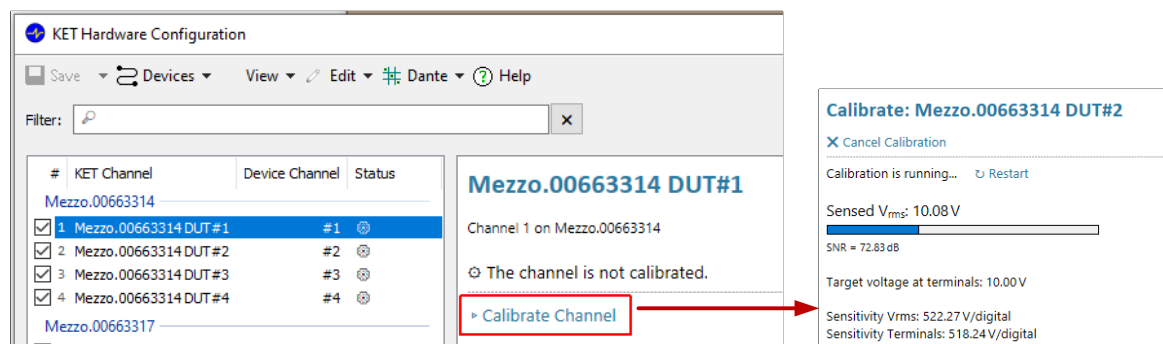 KET Hardware Configuration
Save Devices View Edit Dante Help
Filter:
# KET Channel Device Channel Status
Mezzo.00663314
1 Mezzo.00663314 DUT#1 #1
2 Mezzo.00663314 DUT#2 #2
3 Mezzo.00663314 DUT#3 #3
4 Mezzo.00663314 DUT#4 #4
Mezzo.00663317
Mezzo.00663314 DUT#1
Channel 1 on Mezzo.00663314
The channel is not calibrated.
Calibrate Channel
Calibrate: Mezzo.00663314 DUT#2
Cancel Calibration
Calibration is running... Restart
Sensed Vrms: 10.08 V
SNR = 72.83 dB
Target voltage at terminals: 10.00 V
Sensitivity Vrms: 522.27 V/digital
Sensitivity Terminals: 518.24 V/digital